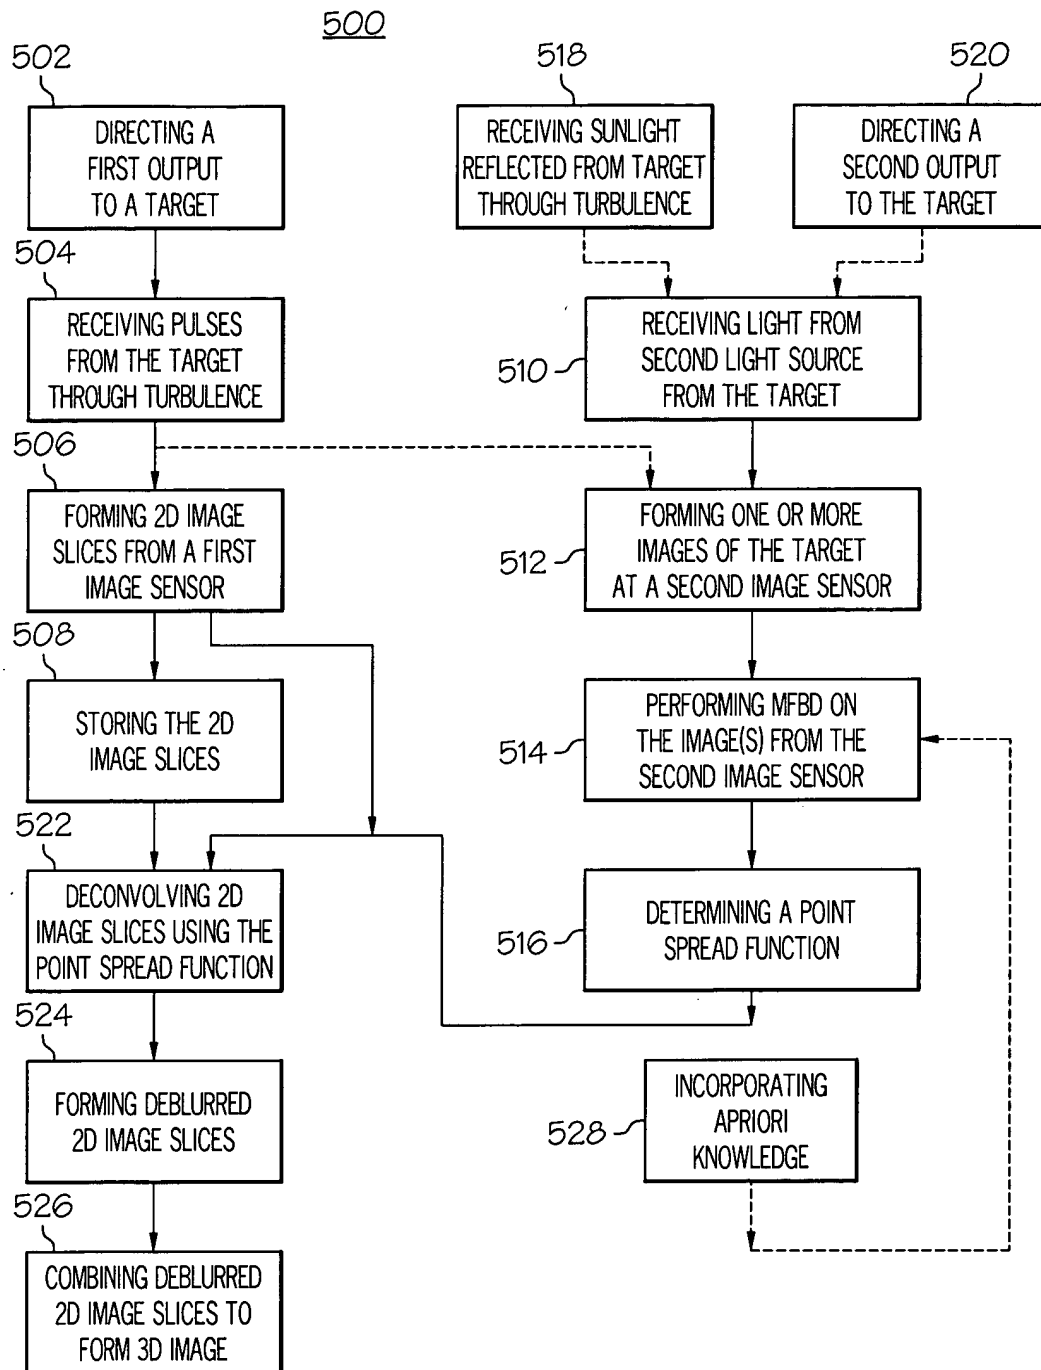 500
502
DIRECTING A
FIRST OUTPUT
TO A TARGET
504
RECEIVING PULSES
FROM THE TARGET
THROUGH TURBULENCE
506
FORMING 2D IMAGE
SLICES FROM A FIRST
IMAGE SENSOR
508
STORING THE 2D
IMAGE SLICES
522
DECONVOLVING 2D
IMAGE SLICES USING THE
POINT SPREAD FUNCTION
524
FORMING DEBLURRED
2D IMAGE SLICES
526
COMBINING DEBLURRED
2D IMAGE SLICES TO
FORM 3D IMAGE
518
RECEIVING SUNLIGHT
REFLECTED FROM TARGET
THROUGH TURBULENCE
520
DIRECTING A
SECOND OUTPUT
TO THE TARGET
510
RECEIVING LIGHT FROM
SECOND LIGHT SOURCE
FROM THE TARGET
512
FORMING ONE OR MORE
IMAGES OF THE TARGET
AT A SECOND IMAGE SENSOR
514
PERFORMING MFBD ON
THE IMAGE(S) FROM THE
SECOND IMAGE SENSOR
516
DETERMINING A POINT
SPREAD FUNCTION
528
INCORPORATING
APRIORI
KNOWLEDGE